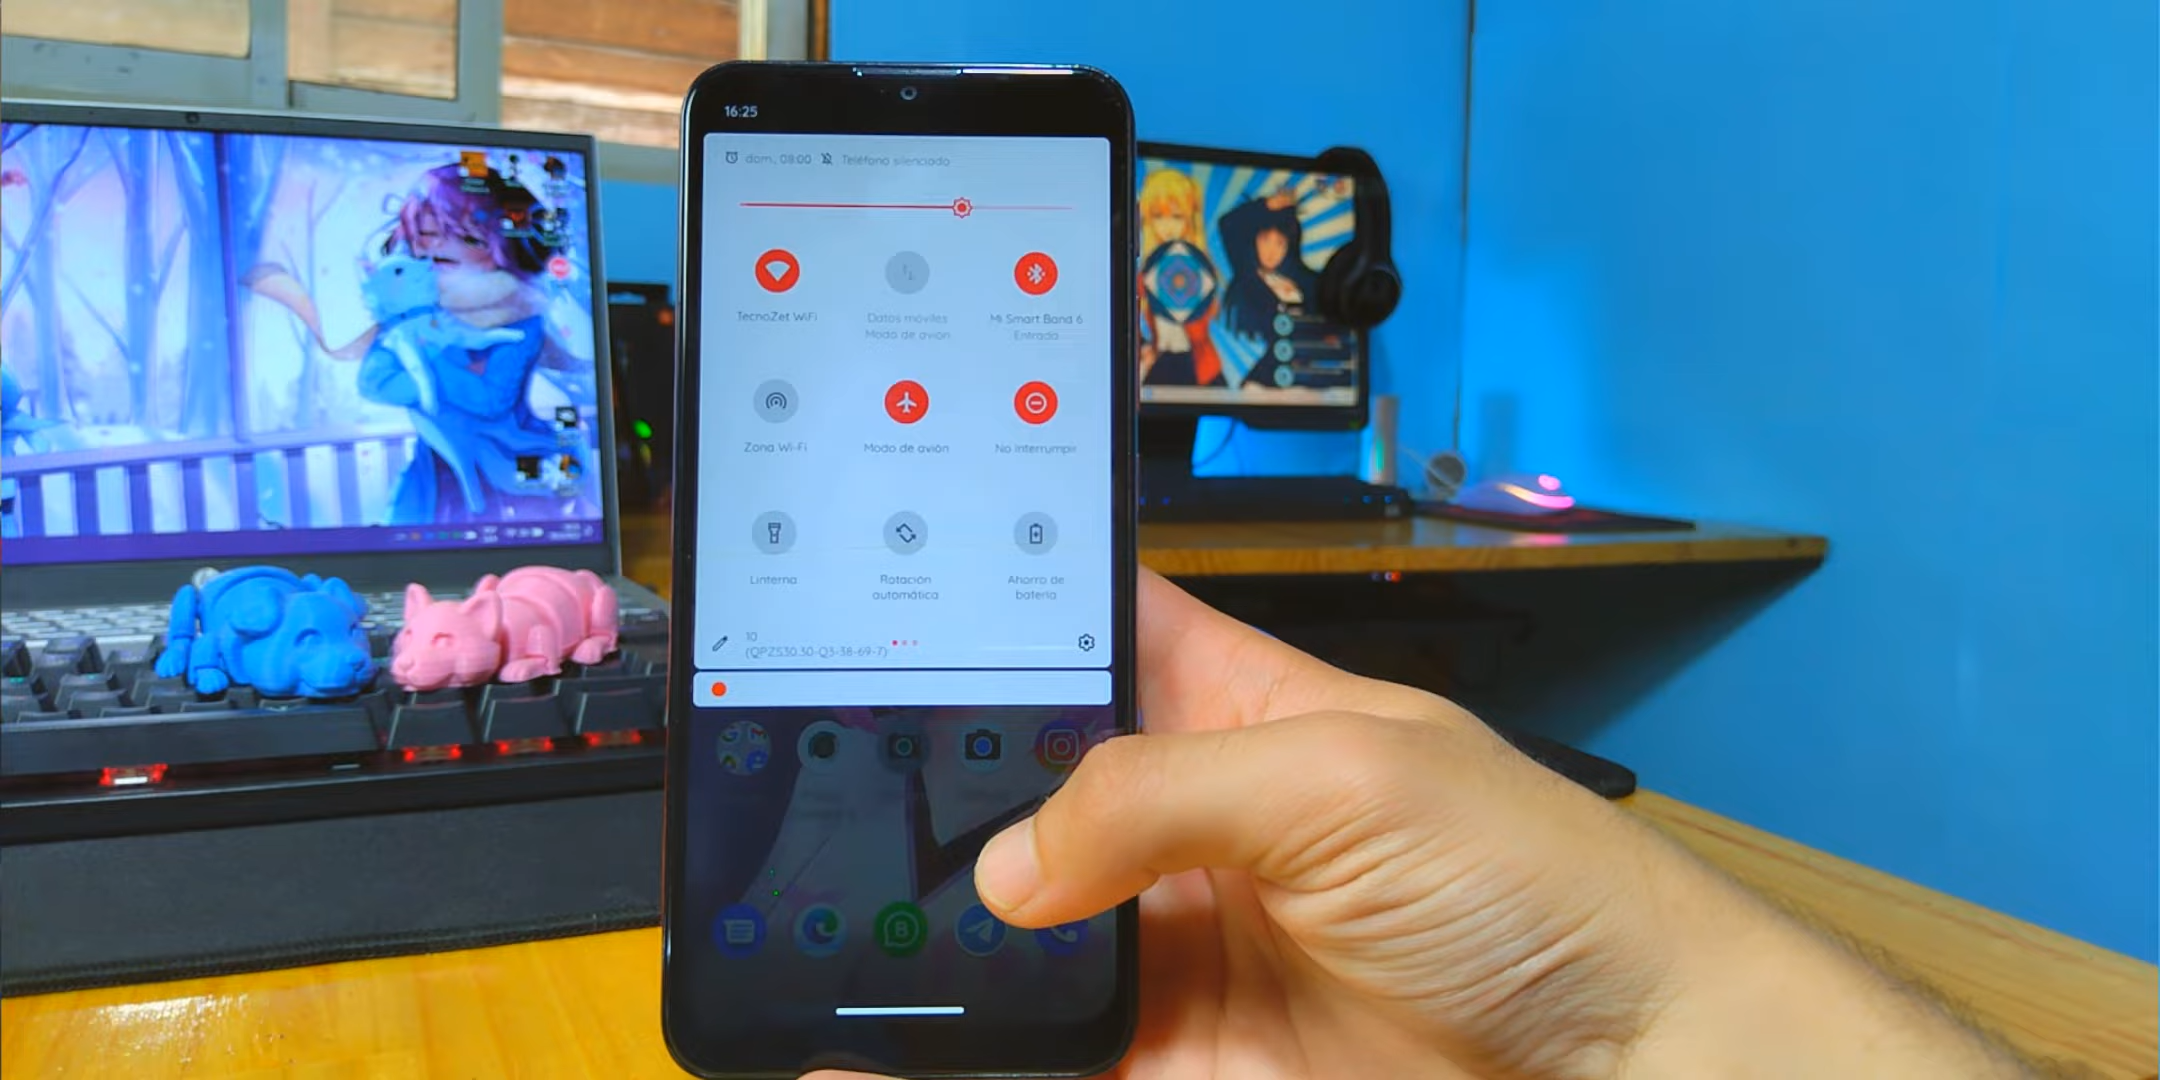 16:25
dom., 08:00 Teléfono silenciado
TecnoZet WiFi
Datos móviles
Modo de avión
Mi Smart Band 6
Entrada
Zona Wi-Fi
Modo de avión
No interrumpir
Linterna
Rotación
automática
Ahorro de
batería
10
(QPZS30.30-Q3-38-69-7)